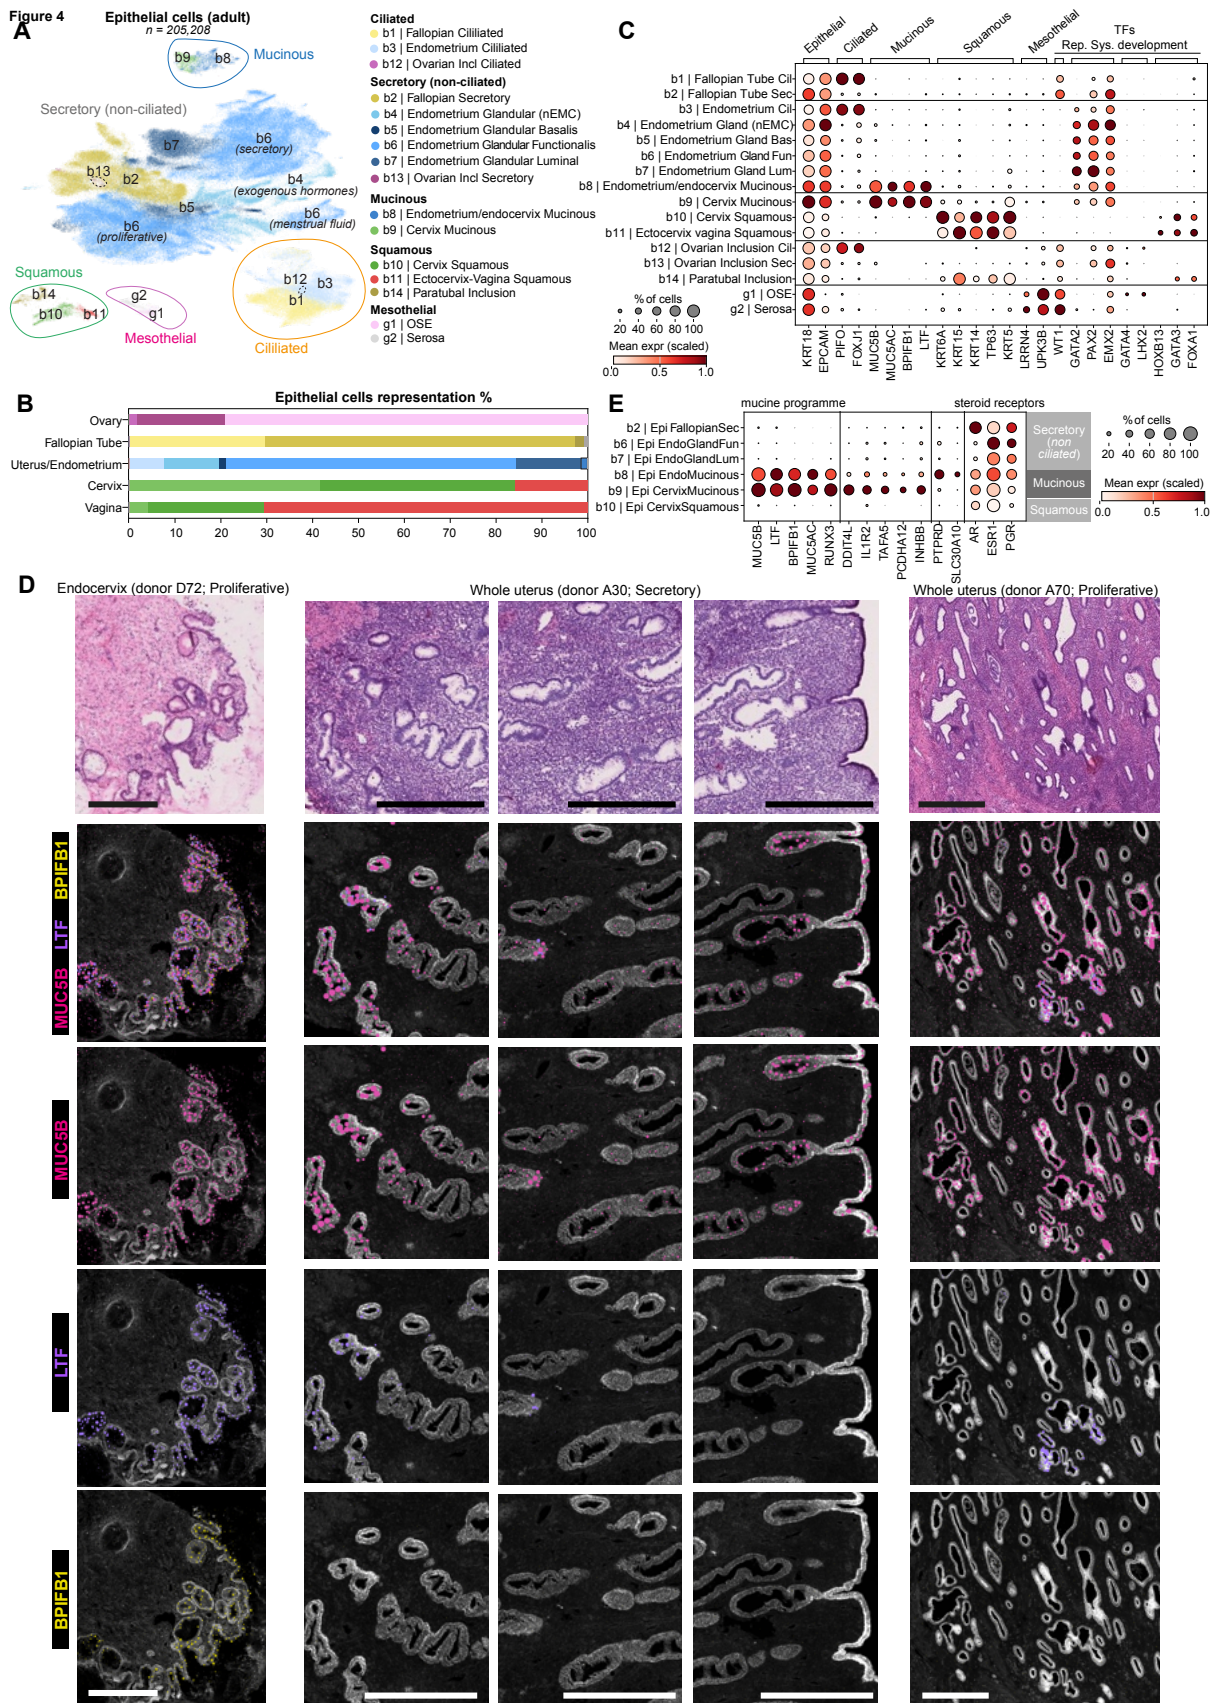 Figure 4
A
Epithelial cells (adult)
n = 205,208
b9
b8
Mucinous
Secretory (non-ciliated)
b7
b6
(secretory)
b13
b2
b4
(exogenous hormones)
b5
b6
(menstrual fluid)
b6
(proliferative)
Squamous
b14
b10
b11
g2
g1
Mesothelial
b12
b3
b1
Cililiated
Ciliated
b1 | Fallopian Cililiated
b3 | Endometrium Cililiated
b12 | Ovarian Incl Ciliated
Secretory (non-ciliated)
b2 | Fallopian Secretory
b4 | Endometrium Glandular (nEMC)
b5 | Endometrium Glandular Basalis
b6 | Endometrium Glandular Functionalis
b7 | Endometrium Glandular Luminal
b13 | Ovarian Incl Secretory
Mucinous
b8 | Endometrium/endocervix Mucinous
b9 | Cervix Mucinous
Squamous
b10 | Cervix Squamous
b11 | Ectocervix-Vagina Squamous
b14 | Paratubal Inclusion
Mesothelial
g1 | OSE
g2 | Serosa
B
Epithelial cells representation %
Ovary
Fallopian Tube
Uterus/Endometrium
Cervix
Vagina
0 10 20 30 40 50 60 70 80 90 100
C
Epithelial
Ciliated
Mucinous
Squamous
Mesothelial
TFs
Rep. Sys. development
b1 | Fallopian Tube Cil
b2 | Fallopian Tube Sec
b3 | Endometrium Cil
b4 | Endometrium Gland (nEMC)
b5 | Endometrium Gland Bas
b6 | Endometrium Gland Fun
b7 | Endometrium Gland Lum
b8 | Endometrium/endocervix Mucinous
b9 | Cervix Mucinous
b10 | Cervix Squamous
b11 | Ectocervix vagina Squamous
b12 | Ovarian Inclusion Cil
b13 | Ovarian Inclusion Sec
b14 | Paratubal Inclusion
g1 | OSE
g2 | Serosa
% of cells
20 40 60 80 100
Mean expr (scaled)
0.0 0.5 1.0
KRT18
EPCAM
PIFO
FOXJ1
MUC5B
MUC5AC
BPIFB1
LTF
KRT6A
KRT15
KRT14
TP63
KRT5
LRRN4
UPK3B
WT1
GATA2
PAX2
EMX2
GATA4
LHX2
HOXB13
GATA3
FOXA1
E
mucine programme
steroid receptors
b2 | Epi FallopianSec
b6 | Epi EndoGlandFun
b7 | Epi EndoGlandLum
b8 | Epi EndoMucinous
b9 | Epi CervixMucinous
b10 | Epi CervixSquamous
Secretory (non ciliated)
Mucinous
Squamous
MUC5B
LTF
BPIFB1
MUC5AC
RUNX3
DDIT4L
IL1R2
TAFA5
PCDHA12
INHBB
PTPRD
SLC30A10
AR
ESR1
PGR
% of cells
20 40 60 80 100
Mean expr (scaled)
0.0 0.5 1.0
D
Endocervix (donor D72; Proliferative)
Whole uterus (donor A30; Secretory)
Whole uterus (donor A70; Proliferative)
MUC5B LTF BPIFB1
MUC5B
LTF
BPIFB1